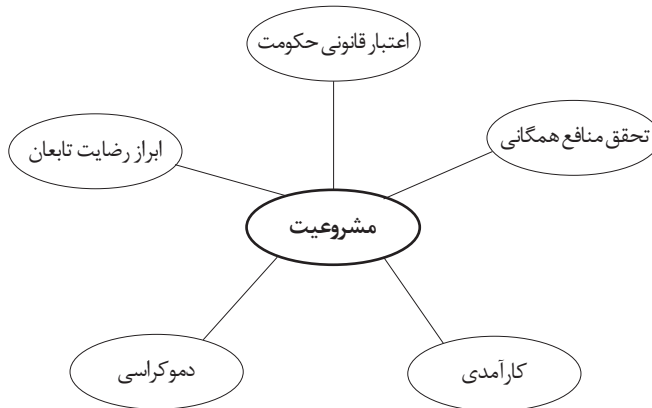 اعتبار قانونی حکومت
تحقق منافع همگانی
ابراز رضایت تابعان
مشروعیت
کارآمدی
دموکراسی